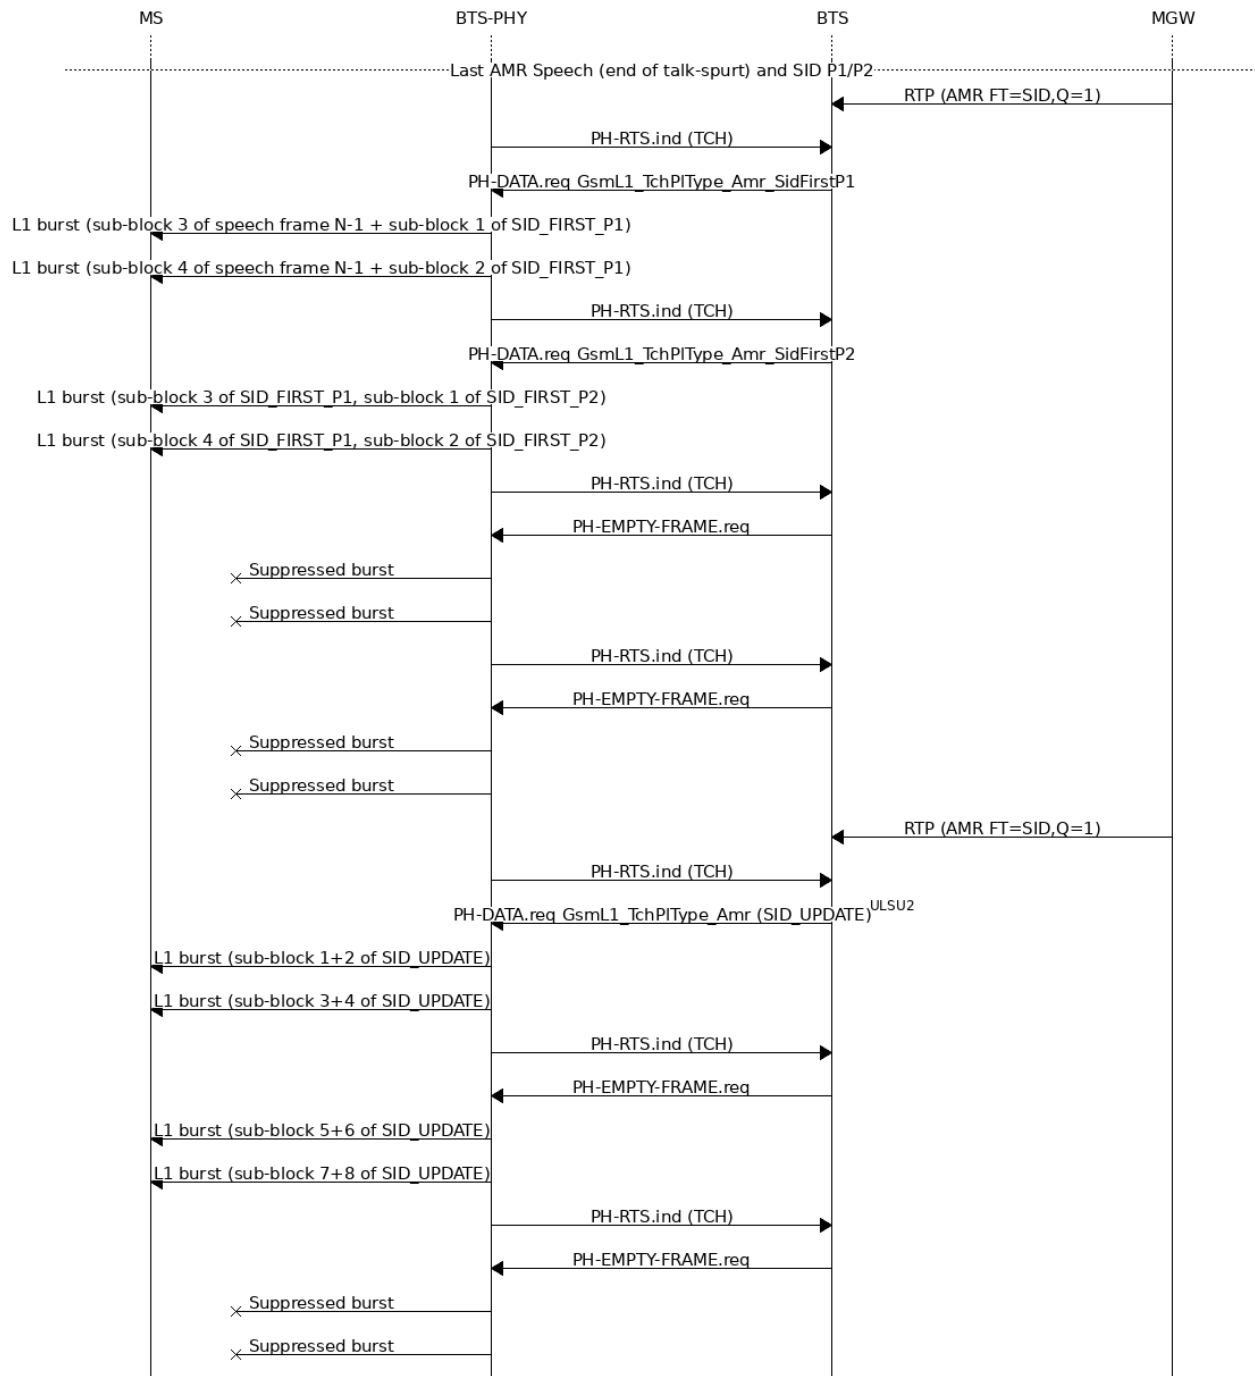 MS BTS-PHY BTS MGW
Last AMR Speech (end of talk-spurt) and SID P1/P2
RTP (AMR FT=SID,Q=1)
PH-RTS.ind (TCH)
PH-DATA.req GsmL1_TchPlType_Amr_SidFirstP1
L1 burst (sub-block 3 of speech frame N-1 + sub-block 1 of SID_FIRST_P1)
L1 burst (sub-block 4 of speech frame N-1 + sub-block 2 of SID_FIRST_P1)
PH-RTS.ind (TCH)
PH-DATA.req GsmL1_TchPlType_Amr_SidFirstP2
L1 burst (sub-block 3 of SID_FIRST_P1, sub-block 1 of SID_FIRST_P2)
L1 burst (sub-block 4 of SID_FIRST_P1, sub-block 2 of SID_FIRST_P2)
PH-RTS.ind (TCH)
PH-EMPTY-FRAME.req
Suppressed burst
Suppressed burst
PH-RTS.ind (TCH)
PH-EMPTY-FRAME.req
Suppressed burst
Suppressed burst
RTP (AMR FT=SID,Q=1)
PH-RTS.ind (TCH)
PH-DATA.req GsmL1_TchPlType_Amr (SID_UPDATE)ULSU2
L1 burst (sub-block 1+2 of SID_UPDATE)
L1 burst (sub-block 3+4 of SID_UPDATE)
PH-RTS.ind (TCH)
PH-EMPTY-FRAME.req
L1 burst (sub-block 5+6 of SID_UPDATE)
L1 burst (sub-block 7+8 of SID_UPDATE)
PH-RTS.ind (TCH)
PH-EMPTY-FRAME.req
Suppressed burst
Suppressed burst